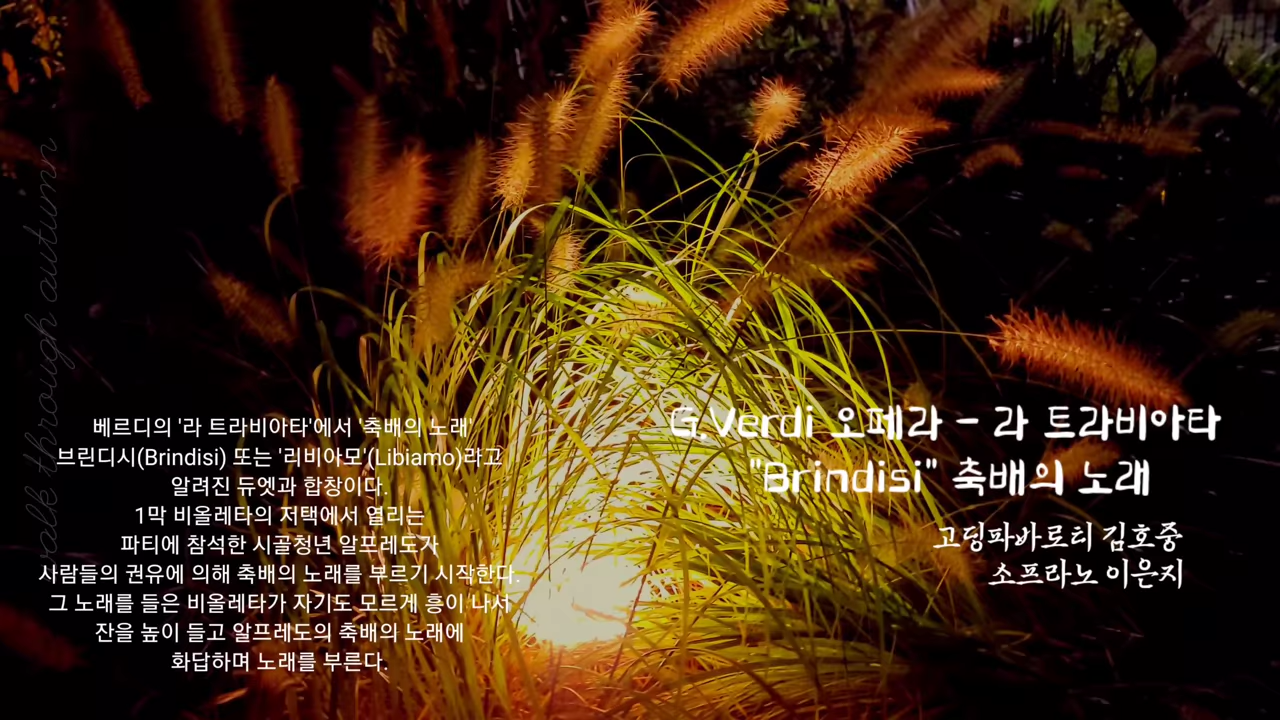 walk through autumn
베르디의 '라 트라비아타'에서 '축배의 노래'
브린디시(Brindisi) 또는 '리비아모'(Libiamo)라고
알려진 듀엣과 합창이다.
1막 비올레타의 저택에서 열리는
파티에 참석한 시골청년 알프레도가
사람들의 권유에 의해 축배의 노래를 부르기 시작한다.
그 노래를 들은 비올레타가 자기도 모르게 흥이 나서
잔을 높이 들고 알프레도의 축배의 노래에
화답하며 노래를 부른다.
G.Verdi 오페라 - 라 트라비아타
"Brindisi" 축배의 노래
고딩파바로티 김호중
소프라노 이은지